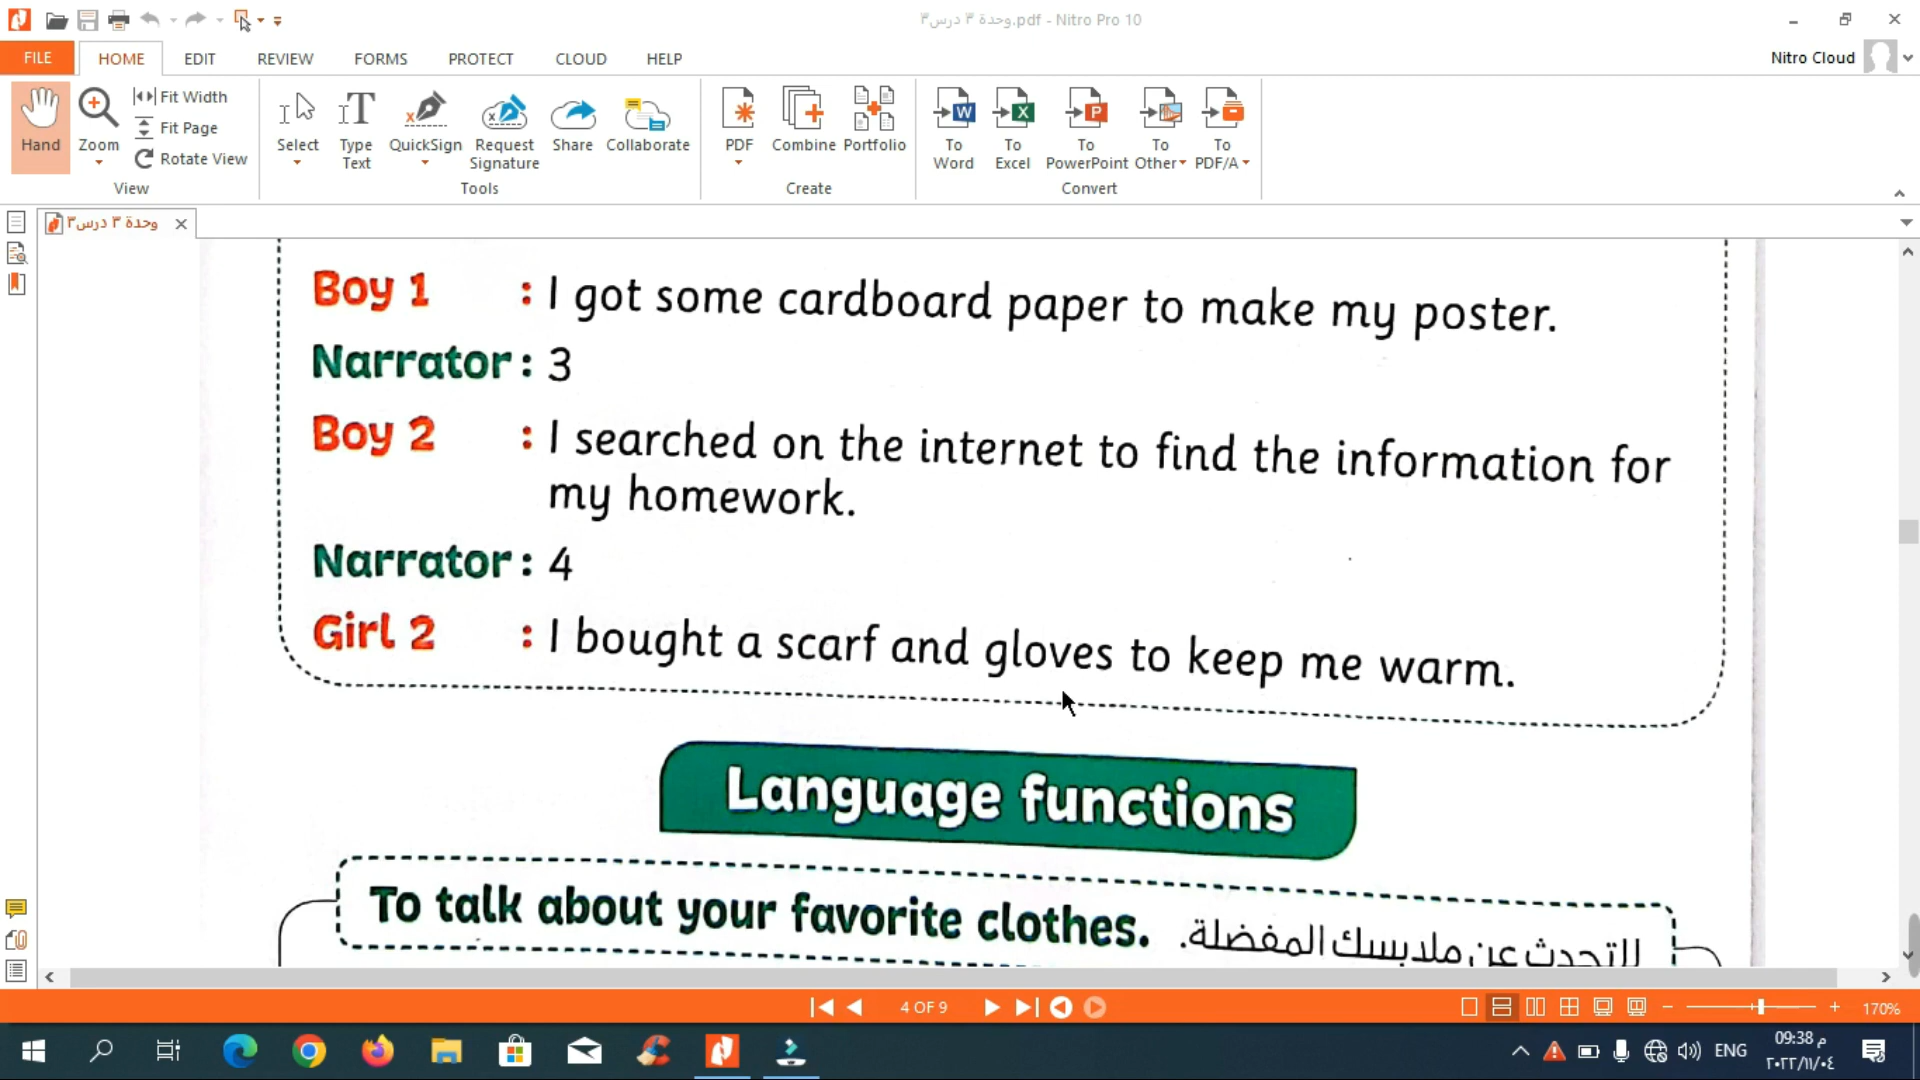 وحدة ٣ درس٣.pdf - Nitro Pro 10
FILE HOME EDIT REVIEW FORMS PROTECT CLOUD HELP
Nitro Cloud
Hand
Zoom
Fit Width
Fit Page
Rotate View
View
Select
Type Text
QuickSign
Request Signature
Share
Collaborate
Tools
PDF
Combine
Portfolio
Create
To Word
To Excel
To PowerPoint
To Other
To PDF/A
Convert
وحدة ٣ درس٣
Boy 1 : I got some cardboard paper to make my poster.
Narrator : 3
Boy 2 : I searched on the internet to find the information for
my homework.
Narrator : 4
Girl 2 : I bought a scarf and gloves to keep me warm.
Language functions
To talk about your favorite clothes. للتحدث عن ملابسك المفضلة.
4 OF 9
170%
ENG
09:38 م
٢٠٢٢/١١/٠٤